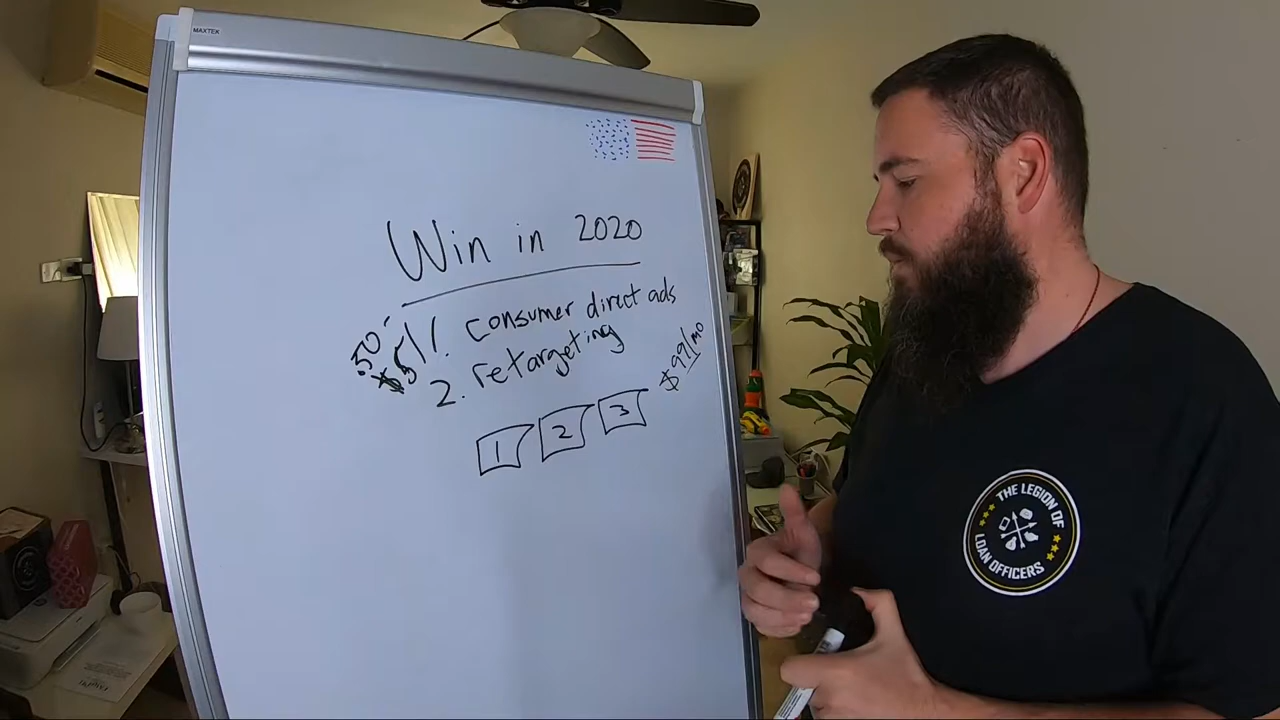 MAXTEK
Win in 2020
1. consumer direct ads
.50 - $5
2. retargeting
$99/mo
1 2 3
THE LEGION OF
LOAN OFFICERS